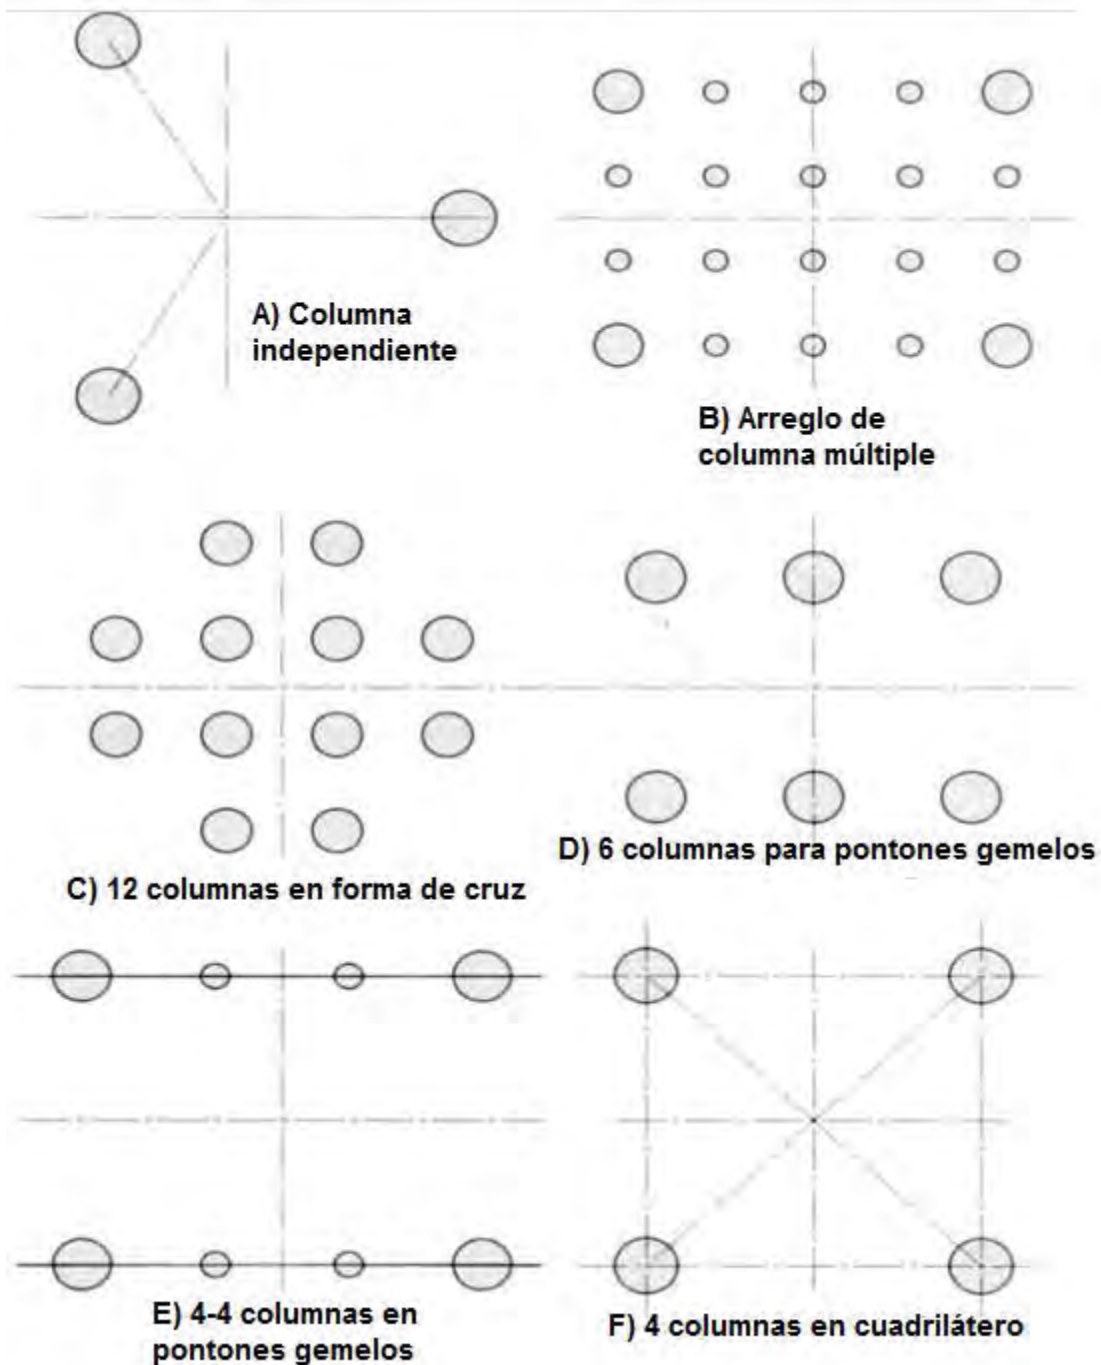 A) Columna
independiente
B) Arreglo de
columna múltiple
C) 12 columnas en forma de cruz
D) 6 columnas para pontones gemelos
E) 4-4 columnas en
pontones gemelos
F) 4 columnas en cuadrilátero